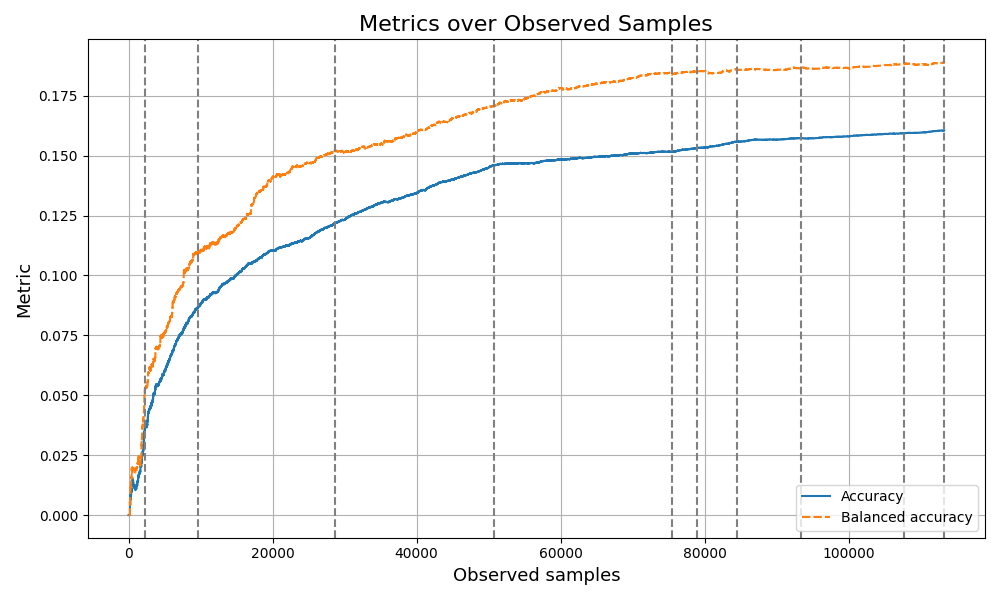 Metrics over Observed Samples
Metric
0.175
0.150
0.125
0.100
0.075
0.050
0.025
0.000
0
20000
40000
60000
80000
100000
Observed samples
Accuracy
Balanced accuracy